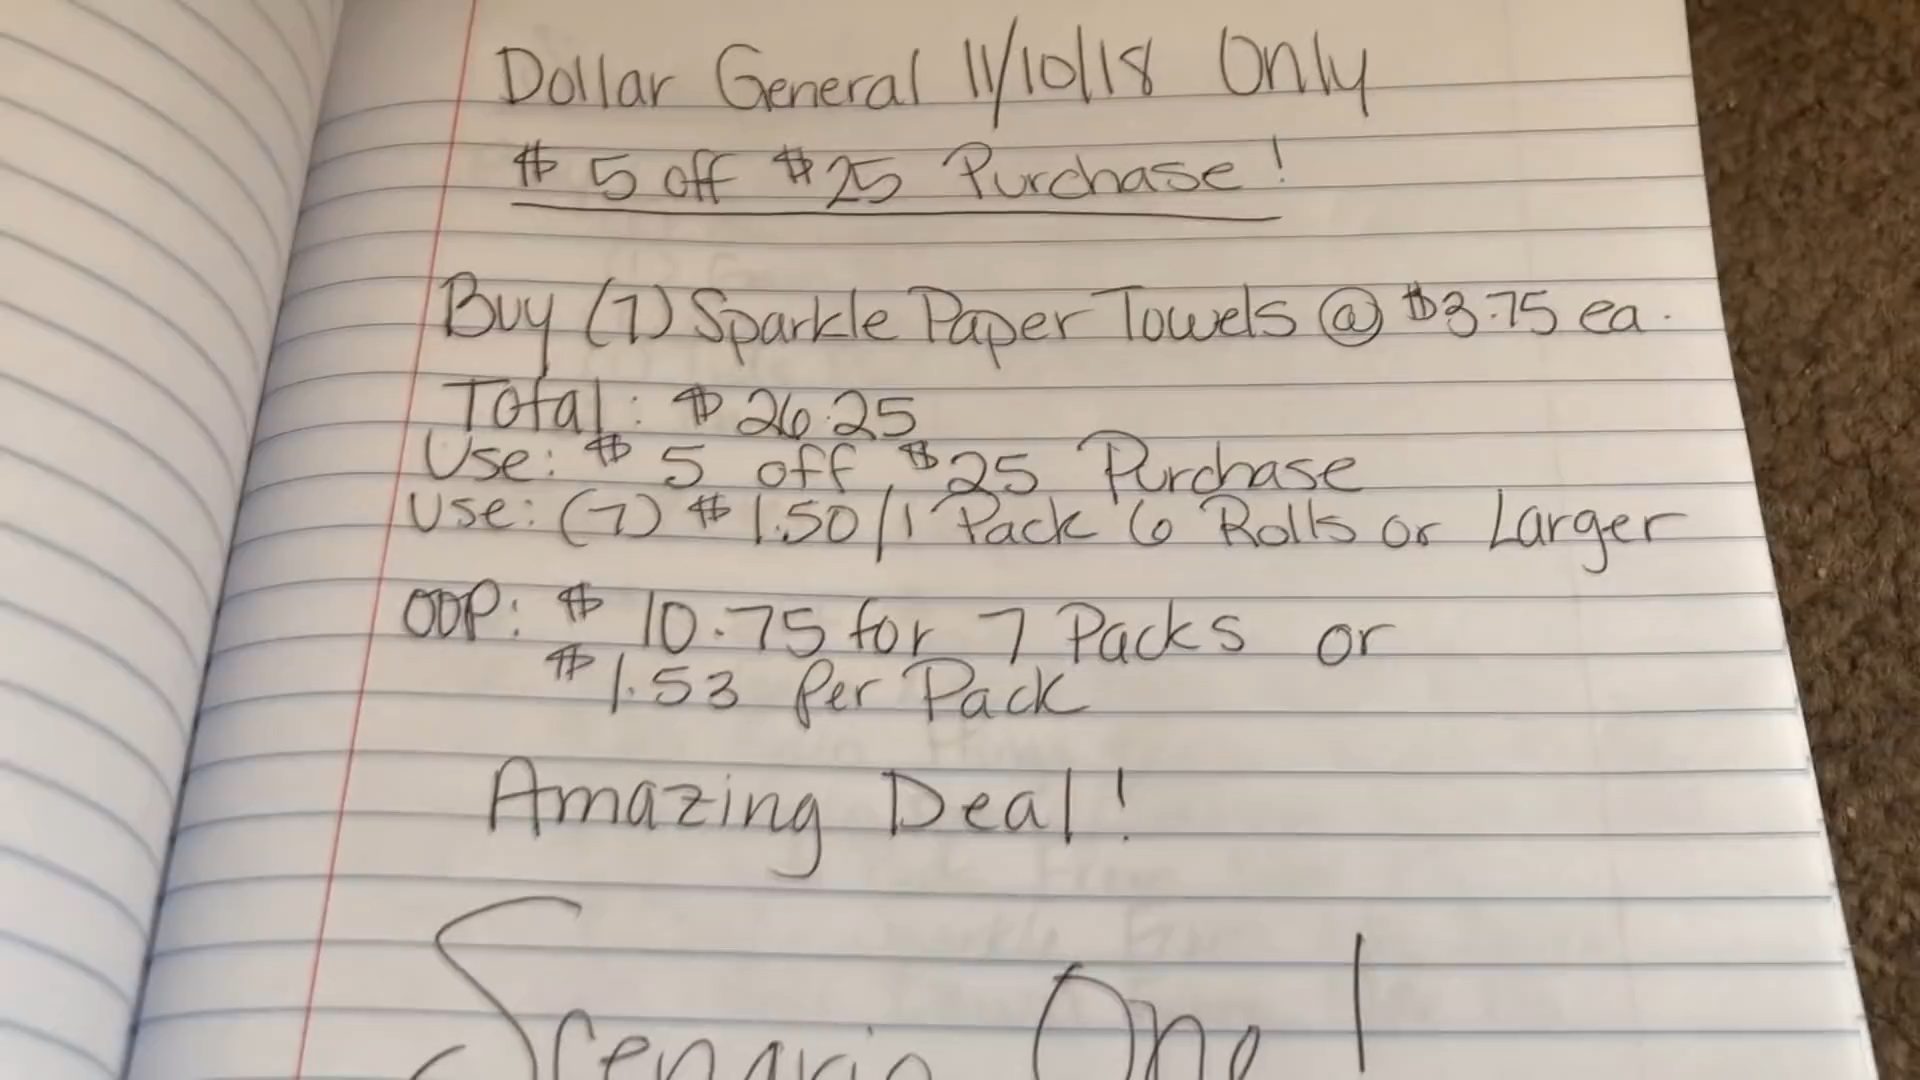 Dollar General 11/10/18 Only
$5 off $25 Purchase!
Buy (7) Sparkle Paper Towels @ $3.75 ea.
Total: $26.25
Use: $5 off $25 Purchase
Use: (7) $1.50/1 Pack 6 Rolls or Larger
OOP: $10.75 for 7 Packs or
$1.53 Per Pack
Amazing Deal!
Scenario One!